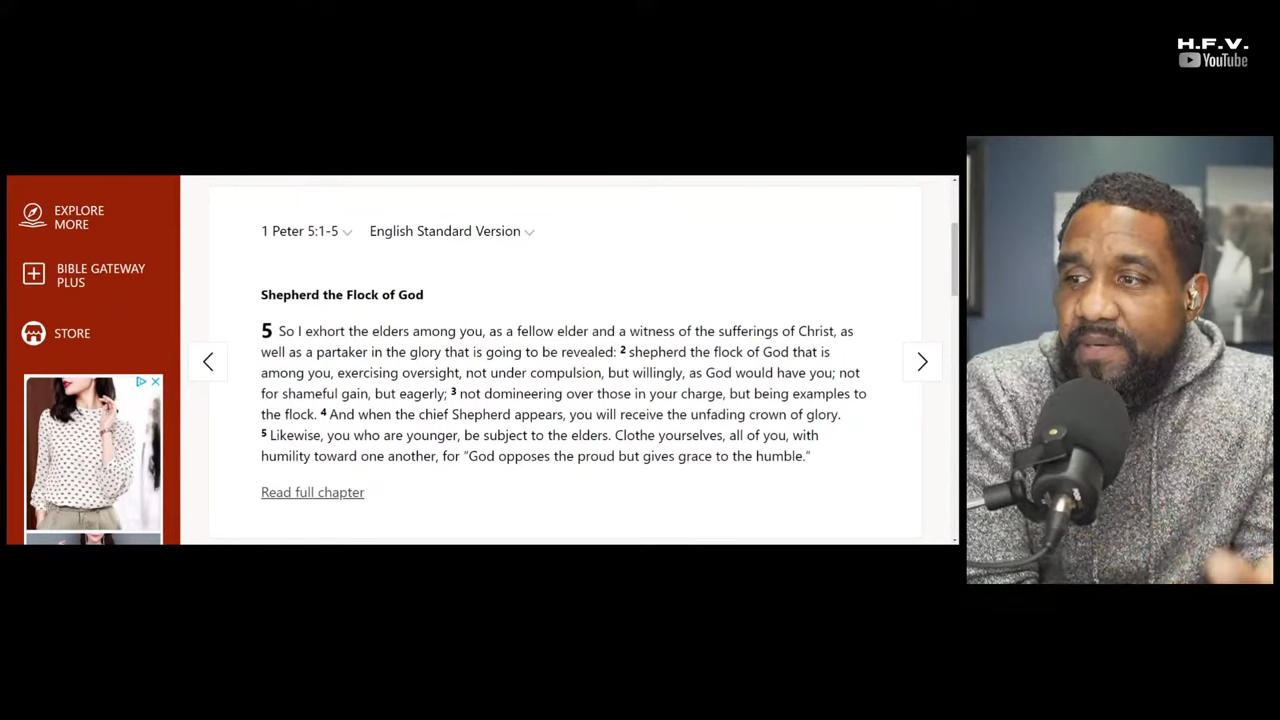 H.F.V.
YouTube
EXPLORE
MORE
BIBLE GATEWAY
PLUS
STORE
1 Peter 5:1-5
English Standard Version
Shepherd the Flock of God
5 So I exhort the elders among you, as a fellow elder and a witness of the sufferings of Christ, as
well as a partaker in the glory that is going to be revealed: 2 shepherd the flock of God that is
among you, exercising oversight, not under compulsion, but willingly, as God would have you; not
for shameful gain, but eagerly; 3 not domineering over those in your charge, but being examples to
the flock. 4 And when the chief Shepherd appears, you will receive the unfading crown of glory.
5 Likewise, you who are younger, be subject to the elders. Clothe yourselves, all of you, with
humility toward one another, for “God opposes the proud but gives grace to the humble.”
Read full chapter